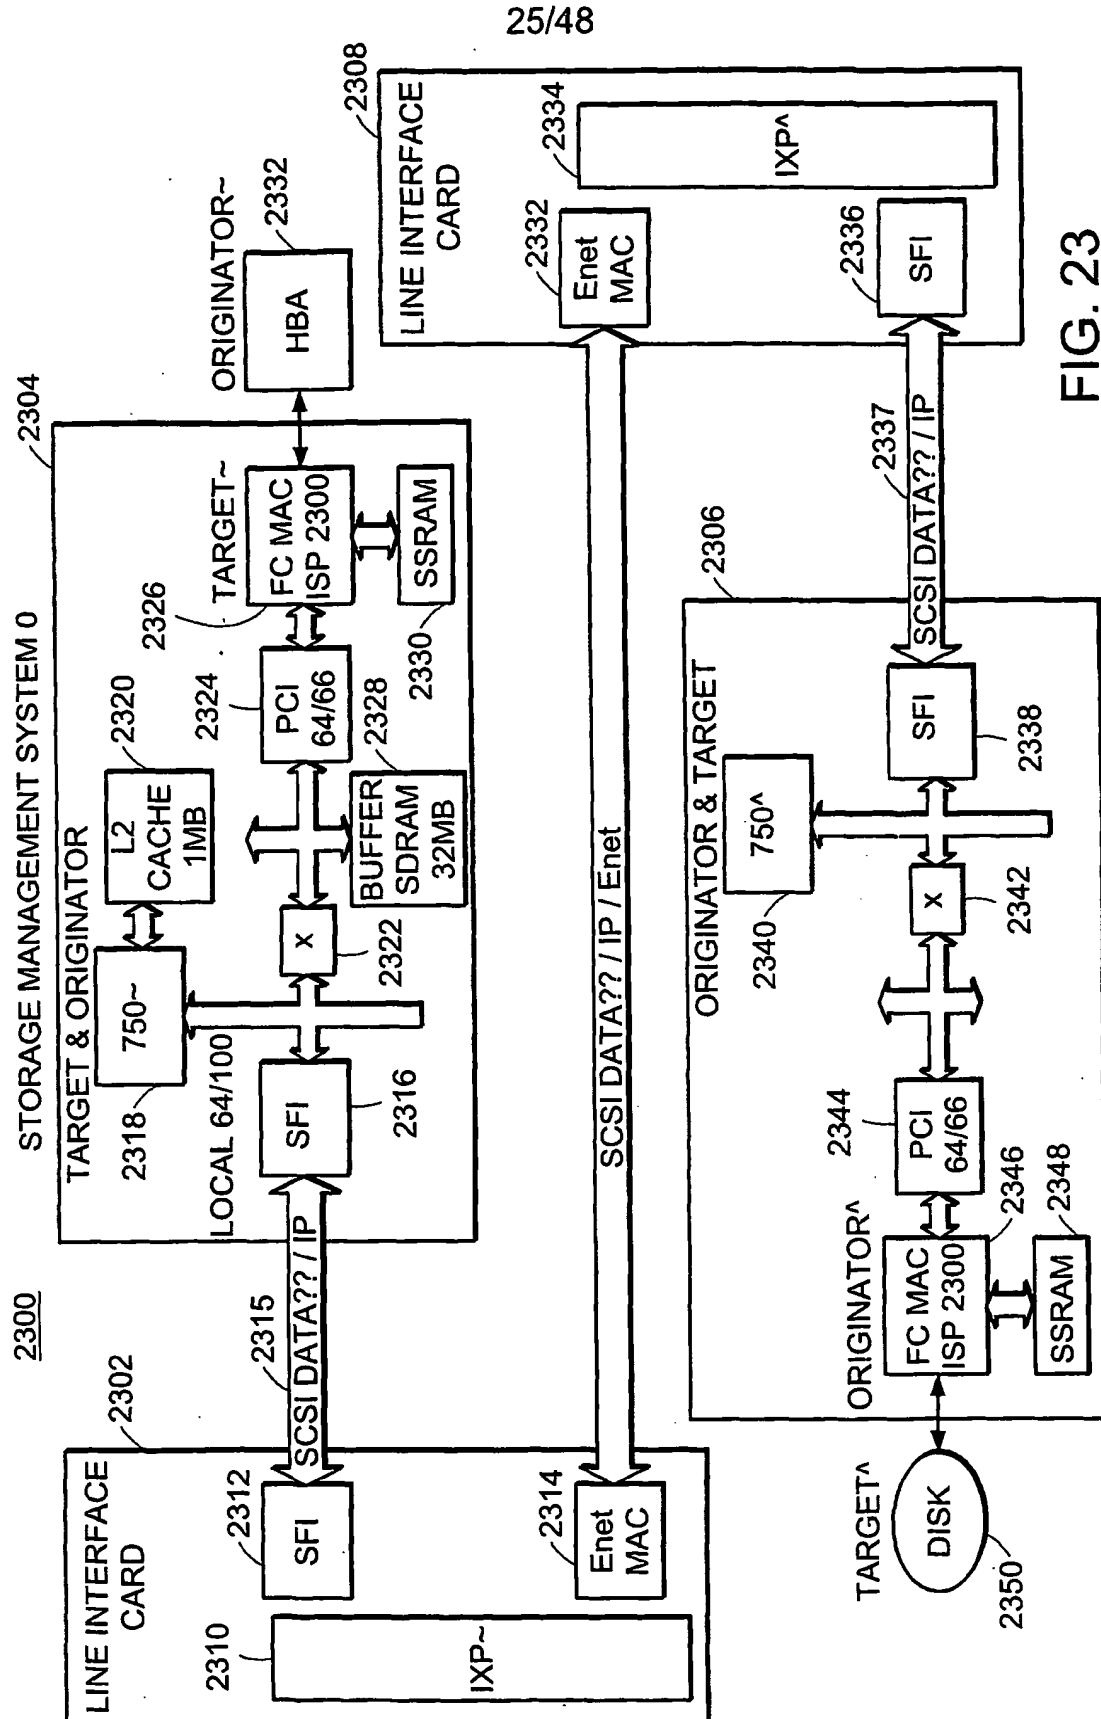 25/48
2300
STORAGE MANAGEMENT SYSTEM 0
2302
LINE INTERFACE
CARD
2310
IXP~
2312
SFI
2314
Enet
MAC
2315
SCSI DATA?? / IP
2304
TARGET & ORIGINATOR
2318
750~
2320
L2
CACHE
1MB
LOCAL 64/100
SFI
2316
X
2322
2324
PCI
64/66
2328
BUFFER
SDRAM
32MB
TARGET~
2326
FC MAC
ISP 2300
SSRAM
2330
ORIGINATOR~
HBA
2332
SCSI DATA?? / IP / Enet
2308
LINE INTERFACE
CARD
2332
Enet
MAC
2334
IXP^
2336
SFI
2337
SCSI DATA?? / IP
2306
ORIGINATOR & TARGET
750^
2340
SFI
2338
X
2342
2344
PCI
64/66
ORIGINATOR^
FC MAC
ISP 2300
2346
SSRAM
2348
TARGET^
DISK
2350
FIG. 23